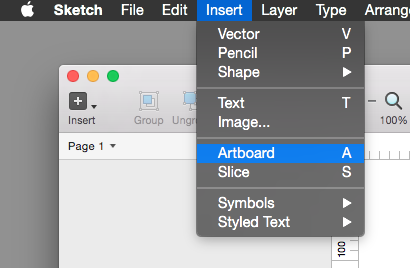 Sketch File Edit Insert Layer Type Arrang
Vector V
Pencil P
Shape
Text T
Image...
Insert Group Ungr 100%
Artboard A
Page 1
Slice S
Symbols
Styled Text
100